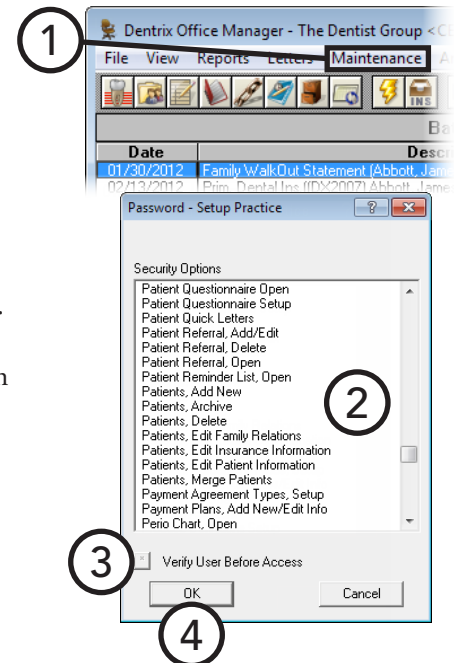 1
Dentrix Office Manager - The Dentist Group <C
File View Reports Letters Maintenance
INS
Ba
Date Descr
01/30/2012 Family WalkOut Statement (Abbott, Jame
02/13/2012 Prim. Dental Ins ((DX2007) Abbott, Jame
Password - Setup Practice
Security Options
Patient Questionnaire Open
Patient Questionnaire Setup
Patient Quick Letters
Patient Referral, Add/Edit
Patient Referral, Delete
Patient Referral, Open
Patient Reminder List, Open
Patients, Add New
Patients, Archive
Patients, Delete
Patients, Edit Family Relations
Patients, Edit Insurance Information
Patients, Edit Patient Information
Patients, Merge Patients
Payment Agreement Types, Setup
Payment Plans, Add New/Edit Info
Perio Chart, Open
2
3
Verify User Before Access
OK Cancel
4